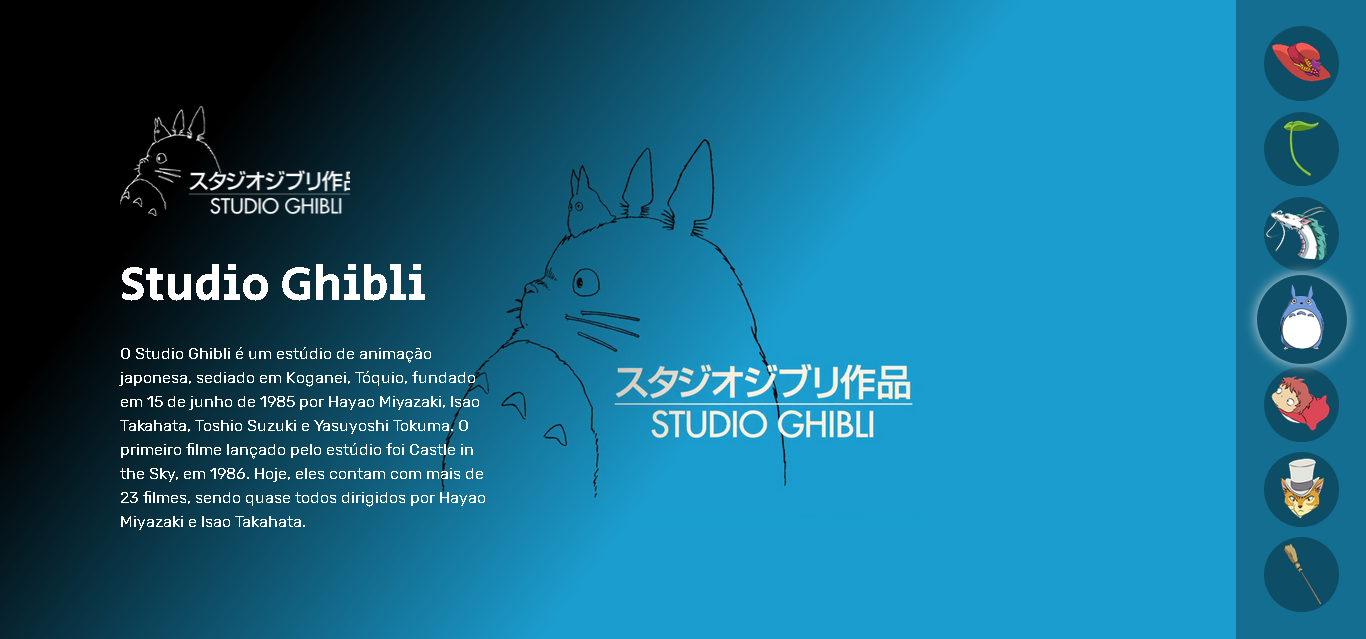 スタジオジブリ作品
STUDIO GHIBLI
Studio Ghibli
O Studio Ghibli é um estúdio de animação
japonesa, sediado em Koganei, Tóquio, fundado
em 15 de junho de 1985 por Hayao Miyazaki, Isao
Takahata, Toshio Suzuki e Yasuyoshi Tokuma. O
primeiro filme lançado pelo estúdio foi Castle in
the Sky, em 1986. Hoje, eles contam com mais de
23 filmes, sendo quase todos dirigidos por Hayao
Miyazaki e Isao Takahata.
スタジオジブリ作品
STUDIO GHIBLI